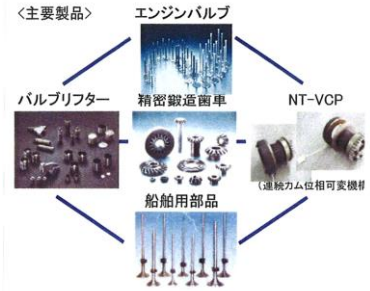 <主要製品>
エンジンバルブ
バルブリフター
精密鍛造歯車
NT-VCP
(連続カム位相可変機構
船舶用部品